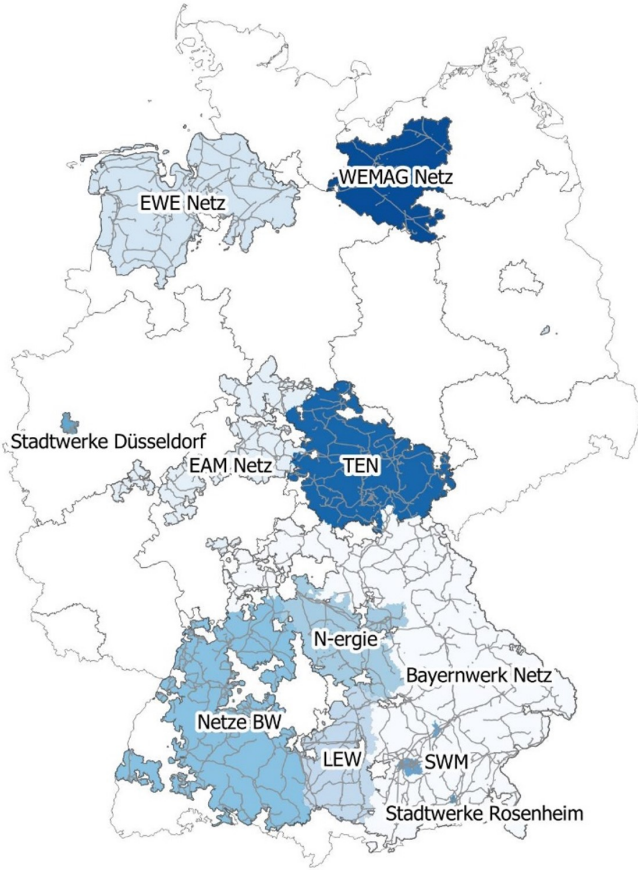 WEMAG Netz
EWE Netz
Stadtwerke Düsseldorf
EAM Netz
TEN
N-ergie
Bayernwerk Netz
Netze BW
LEW
SWM
Stadtwerke Rosenheim